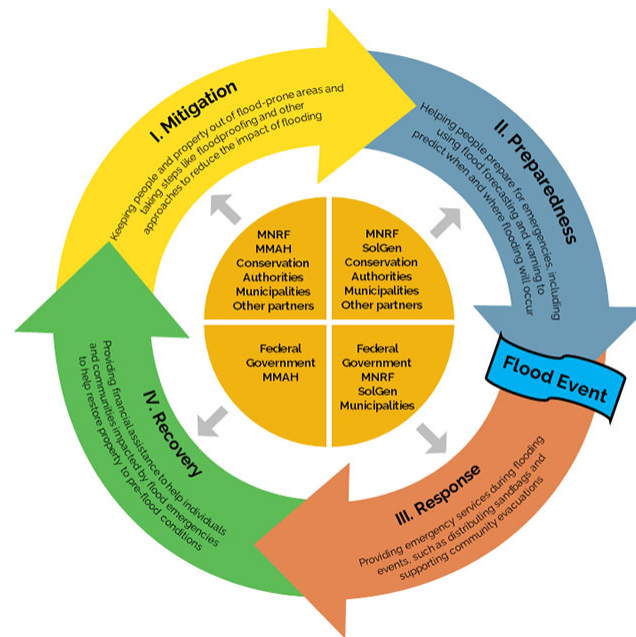 I. Mitigation
Keeping people and property out of flood-prone areas and
taking steps like floodproofing and other
approaches to reduce the impact of flooding
II. Preparedness
Helping people prepare for emergencies, including
using flood forecasting and warning to
predict when and where flooding will occur
Flood Event
III. Response
Providing emergency services during flooding
events, such as distributing sandbags and
supporting community evacuations
IV. Recovery
Providing financial assistance to help individuals
and communities impacted by flood emergencies
to help restore property to pre-flood conditions
MNRF
MMAH
Conservation
Authorities
Municipalities
Other partners
MNRF
SolGen
Conservation
Authorities
Municipalities
Other partners
Federal
Government
MMAH
Federal
Government
MNRF
SolGen
Municipalities